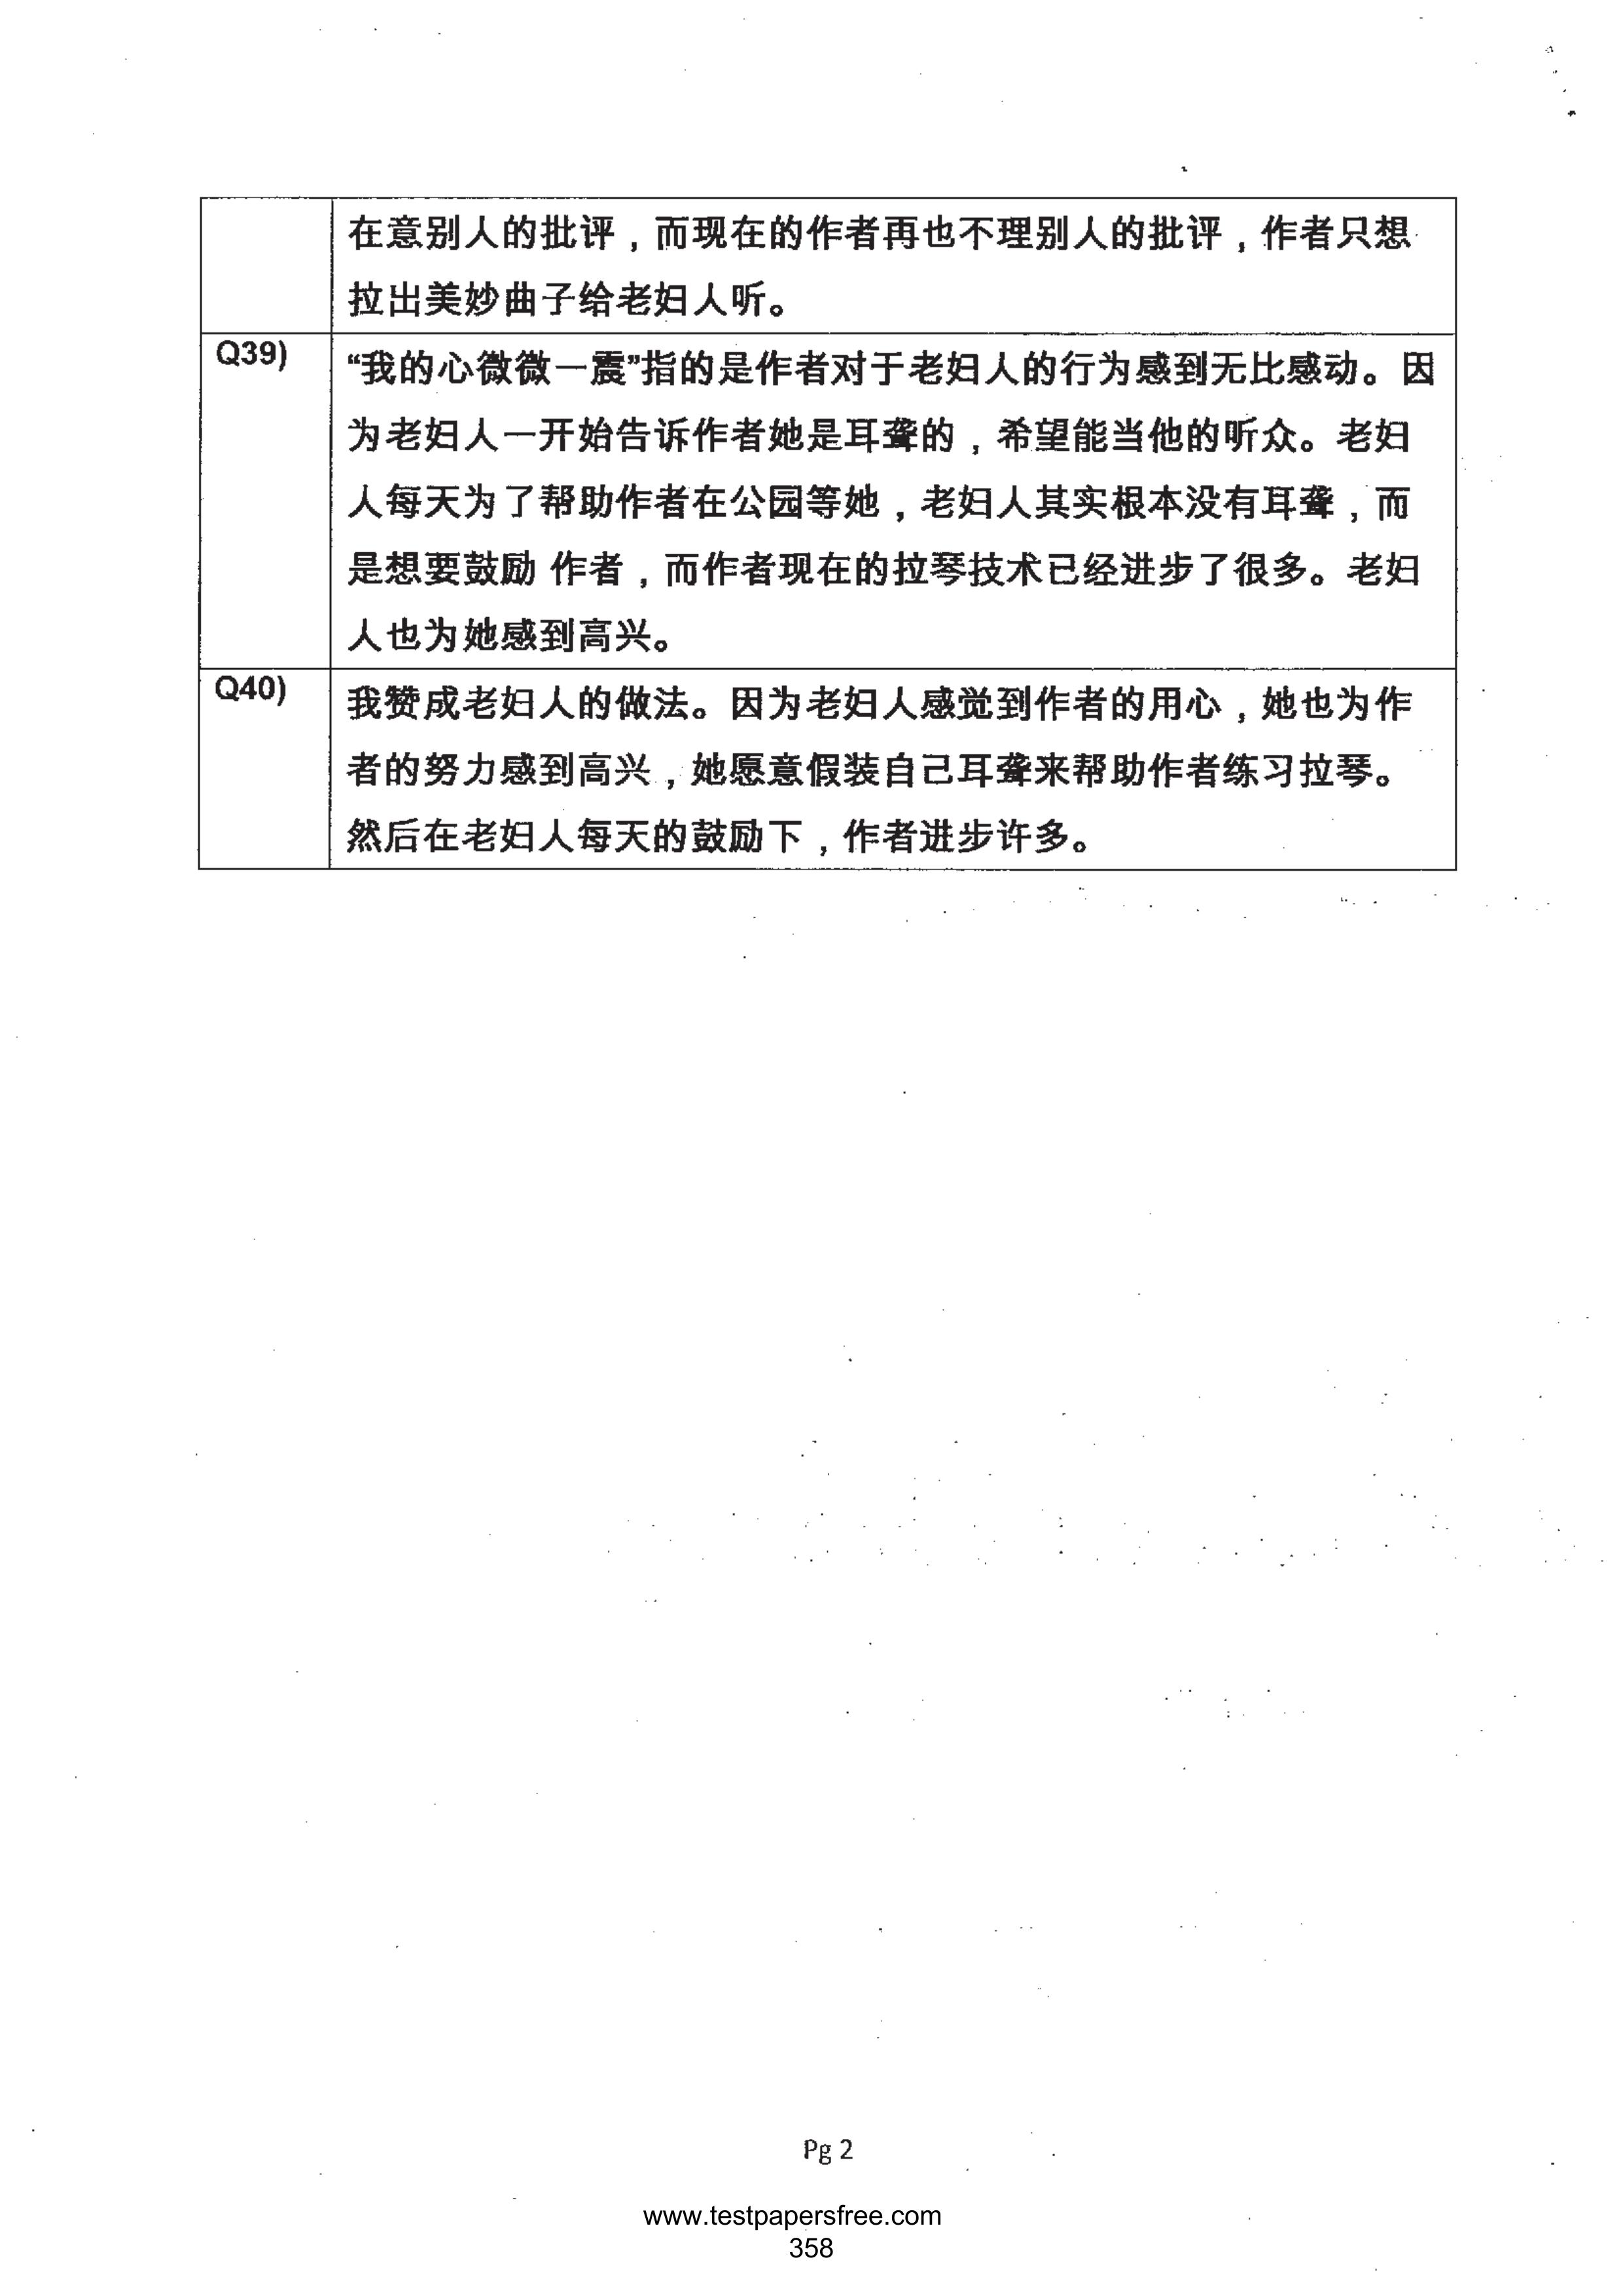 在意别人的批评，而现在的作者再也不理别人的批评，作者只想
拉出美妙曲子给老妇人听。
Q39)
“我的心微微一震”指的是作者对于老妇人的行为感到无比感动。因
为老妇人一开始告诉作者她是耳聋的，希望能当他的听众。老妇
人每天为了帮助作者在公园等她，老妇人其实根本没有耳聋，而
是想要鼓励 作者，而作者现在的拉琴技术已经进步了很多。老妇
人也为她感到高兴。
Q40)
我赞成老妇人的做法。因为老妇人感觉到作者的用心，她也为作
者的努力感到高兴，她愿意假装自己耳聋来帮助作者练习拉琴。
然后在老妇人每天的鼓励下，作者进步许多。
Pg 2
www.testpapersfree.com
358